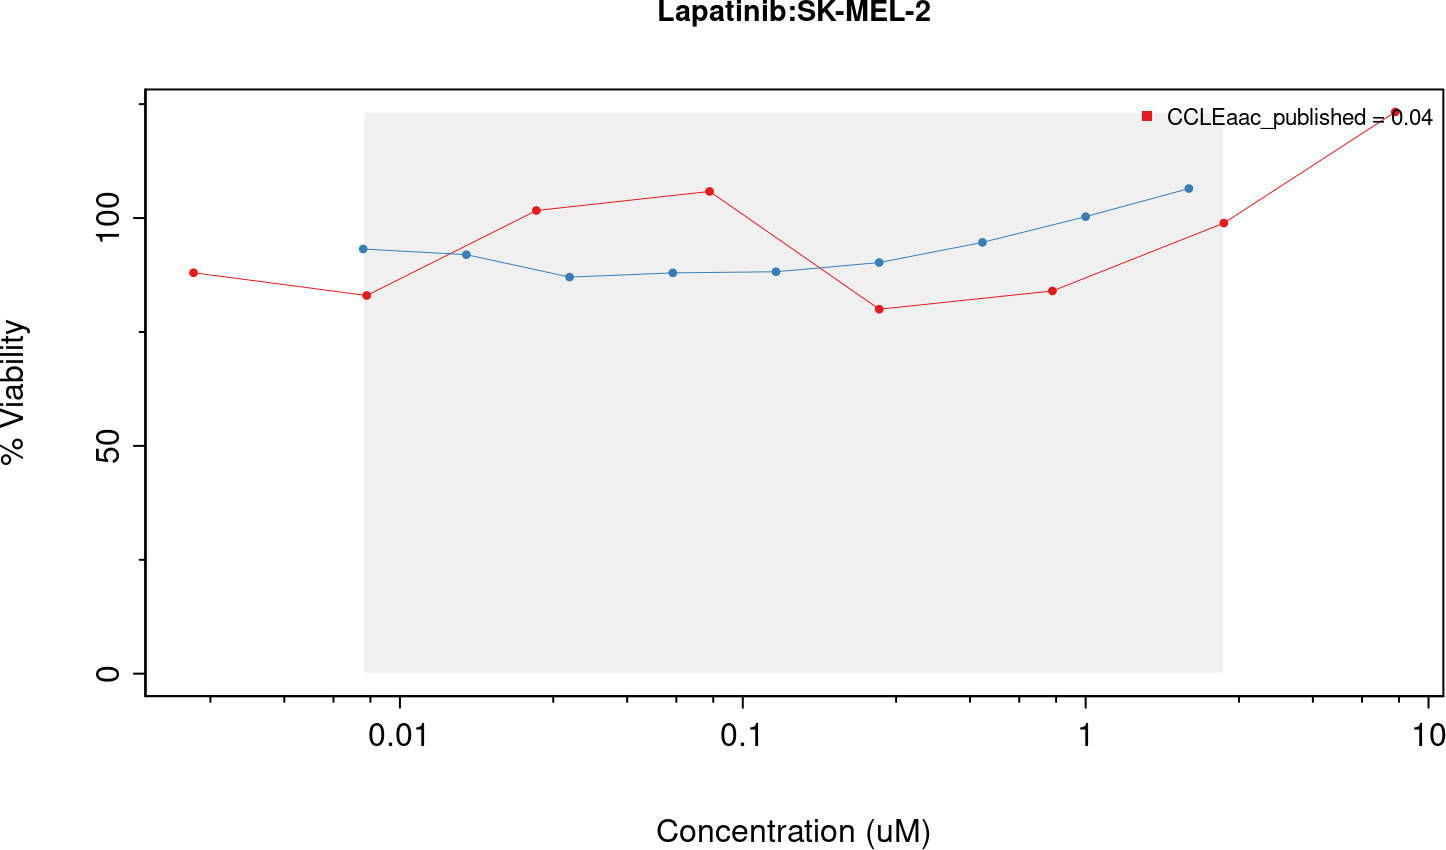 Lapatinib:SK-MEL-2
CCLEaac_published = 0.04
% Viability
100
50
0
0.01
0.1
1
10
Concentration (uM)